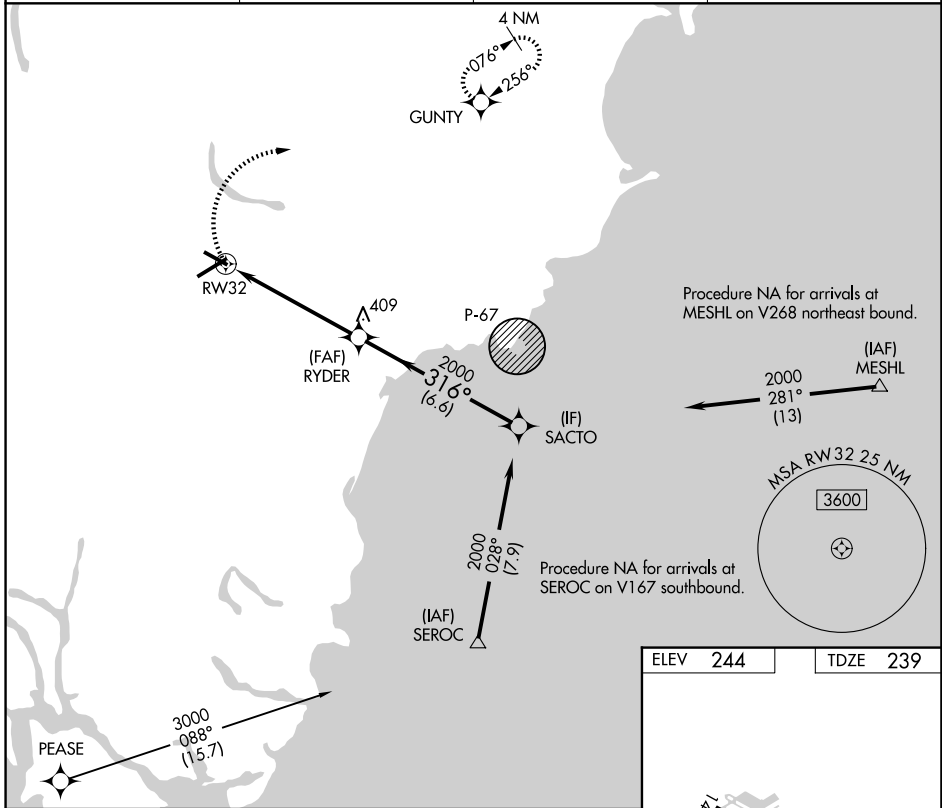 4 NM
076°
256°
GUNTY
RW32
409
P-67
Procedure NA for arrivals at
MESHL on V268 northeast bound.
(FAF)
RYDER
(IAF)
MESHL
2000
316°
(6.6)
2000
281°
(13)
(IF)
SACTO
MSA RW32 25 NM
3600
2000
028°
(7.9)
Procedure NA for arrivals at
SEROC on V167 southbound.
(IAF)
SEROC
ELEV 244
TDZE 239
3000
088°
(15.7)
PEASE
14